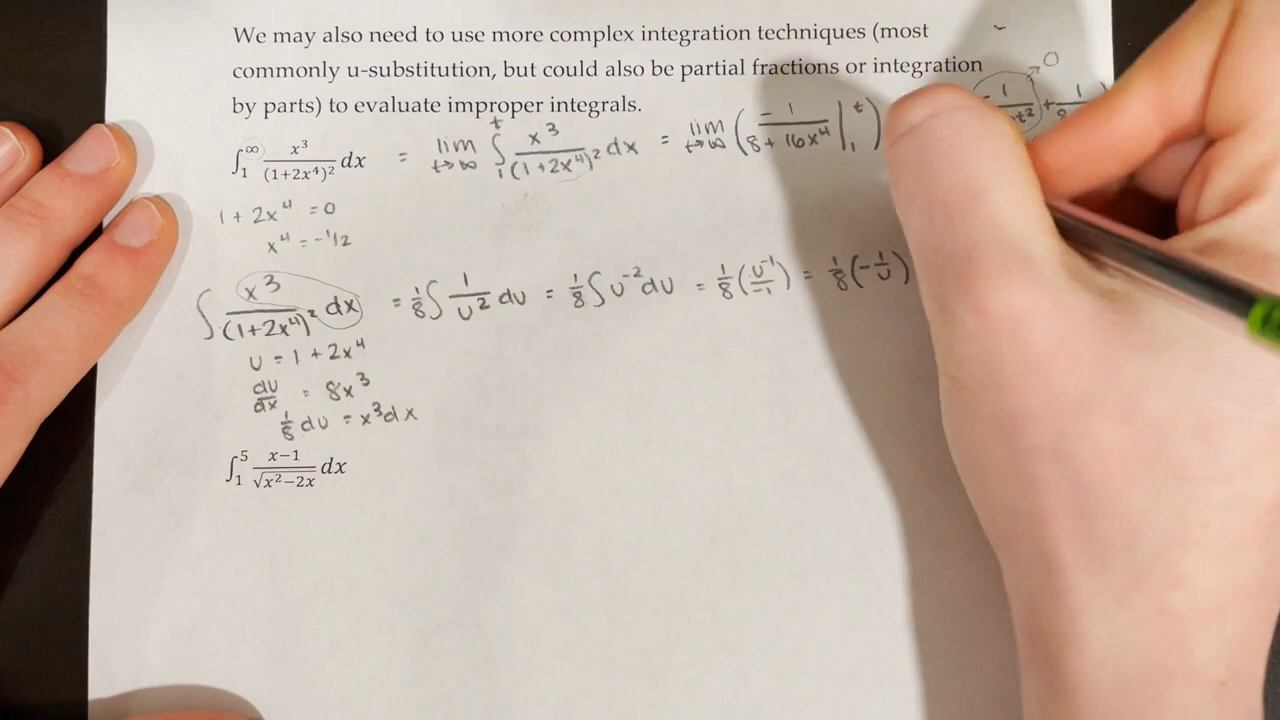 We may also need to use more complex integration techniques (most
commonly u-substitution, but could also be partial fractions or integration
by parts) to evaluate improper integrals.
∫₁^∞ x³/(1+2x⁴)² dx = lim t→∞ ∫₁^t x³/(1+2x⁴)² dx = lim t→∞ (-1/(8+16x⁴) |₁^t)
1 + 2x⁴ = 0
x⁴ = -1/2
∫ x³/(1+2x⁴)² dx = 1/8 ∫ 1/u² du = 1/8 ∫ u⁻² du = 1/8 (u⁻¹/-1) = 1/8 (-1/u)
u = 1 + 2x⁴
du/dx = 8x³
1/8 du = x³dx
∫₁⁵ x−1/√x²−2x dx